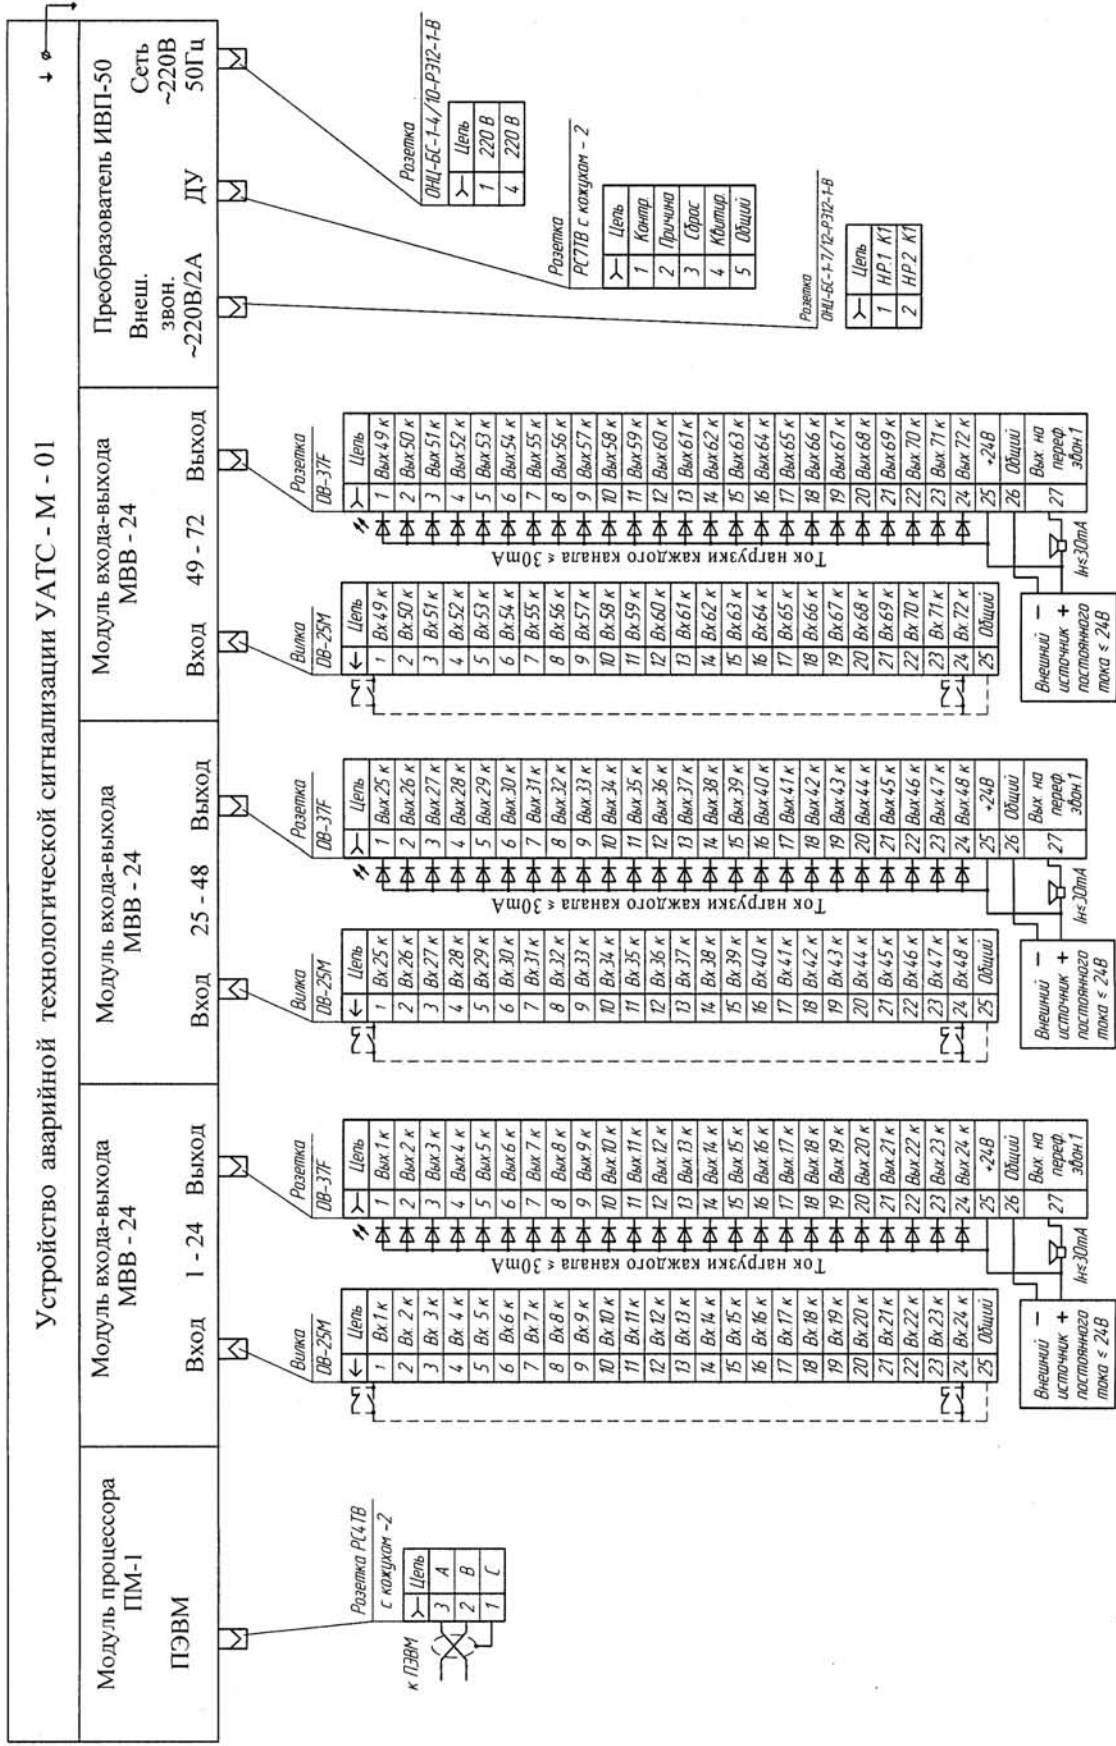 Устройство аварийной технологической сигнализации УАТС - М - 01
Модуль процессора
ПМ-1
ПЭВМ
Модуль входа-выхода
МВВ - 24
Вход 1 - 24 Выход
Модуль входа-выхода
МВВ - 24
Вход 25 - 48 Выход
Модуль входа-выхода
МВВ - 24
Вход 49 - 72 Выход
Преобразователь ИВП-50
Внеш.
звон.
~220В/2А
ДУ
Сеть
~220В
50Гц
Розетка РС4ТВ
с кожухом -2
к ПЭВМ
Цепь
3 А
2 В
1 С
Вилка
DB-25M
Цепь
1 Вх.1 к
2 Вх. 2 к
3 Вх. 3 к
4 Вх. 4 к
5 Вх. 5 к
6 Вх.6 к
7 Вх.7 к
8 Вх.8 к
9 Вх.9 к
10 Вх.10 к
11 Вх.11 к
12 Вх.12 к
13 Вх.13 к
14 Вх.14 к
15 Вх.15 к
16 Вх.16 к
17 Вх.17 к
18 Вх.18 к
19 Вх.19 к
20 Вх.20 к
21 Вх.21 к
22 Вх.22 к
23 Вх.23 к
24 Вх.24 к
25 Общий
Розетка
DB-37F
Цепь
1 Вых.1 к
2 Вых.2 к
3 Вых.3 к
4 Вых.4 к
5 Вых.5 к
6 Вых.6 к
7 Вых.7 к
8 Вых.8 к
9 Вых.9 к
10 Вых.10 к
11 Вых.11 к
12 Вых.12 к
13 Вых.13 к
14 Вых.14 к
15 Вых.15 к
16 Вых.16 к
17 Вых.17 к
18 Вых.18 к
19 Вых.19 к
20 Вых.20 к
21 Вых.21 к
22 Вых.22 к
23 Вых.23 к
24 Вых.24 к
25 +24В
26 Общий
27 Вых. на
переф.
звон.1
Ток нагрузки каждого канала ≤ 30mA
Iн≤30mA
Внешний −
источник +
постоянного
тока ≤ 24В
Вилка
DB-25M
Цепь
1 Вх.25 к
2 Вх.26 к
3 Вх.27 к
4 Вх.28 к
5 Вх.29 к
6 Вх.30 к
7 Вх.31 к
8 Вх.32 к
9 Вх.33 к
10 Вх.34 к
11 Вх.35 к
12 Вх.36 к
13 Вх.37 к
14 Вх.38 к
15 Вх.39 к
16 Вх.40 к
17 Вх.41 к
18 Вх.42 к
19 Вх.43 к
20 Вх.44 к
21 Вх.45 к
22 Вх.46 к
23 Вх.47 к
24 Вх.48 к
25 Общий
Розетка
DB-37F
Цепь
1 Вых.25 к
2 Вых.26 к
3 Вых.27 к
4 Вых.28 к
5 Вых.29 к
6 Вых.30 к
7 Вых.31 к
8 Вых.32 к
9 Вых.33 к
10 Вых.34 к
11 Вых.35 к
12 Вых.36 к
13 Вых.37 к
14 Вых.38 к
15 Вых.39 к
16 Вых.40 к
17 Вых.41 к
18 Вых.42 к
19 Вых.43 к
20 Вых.44 к
21 Вых.45 к
22 Вых.46 к
23 Вых.47 к
24 Вых.48 к
25 +24В
26 Общий
27 Вых. на
переф.
звон.1
Ток нагрузки каждого канала ≤ 30mA
Iн≤30mA
Внешний −
источник +
постоянного
тока ≤ 24В
Вилка
DB-25M
Цепь
1 Вх.49 к
2 Вх.50 к
3 Вх.51 к
4 Вх.52 к
5 Вх.53 к
6 Вх.54 к
7 Вх.55 к
8 Вх.56 к
9 Вх.57 к
10 Вх.58 к
11 Вх.59 к
12 Вх.60 к
13 Вх.61 к
14 Вх.62 к
15 Вх.63 к
16 Вх.64 к
17 Вх.65 к
18 Вх.66 к
19 Вх.67 к
20 Вх.68 к
21 Вх.69 к
22 Вх.70 к
23 Вх.71 к
24 Вх.72 к
25 Общий
Розетка
DB-37F
Цепь
1 Вых.49 к
2 Вых.50 к
3 Вых.51 к
4 Вых.52 к
5 Вых.53 к
6 Вых.54 к
7 Вых.55 к
8 Вых.56 к
9 Вых.57 к
10 Вых.58 к
11 Вых.59 к
12 Вых.60 к
13 Вых.61 к
14 Вых.62 к
15 Вых.63 к
16 Вых.64 к
17 Вых.65 к
18 Вых.66 к
19 Вых.67 к
20 Вых.68 к
21 Вых.69 к
22 Вых.70 к
23 Вых.71 к
24 Вых.72 к
25 +24В
26 Общий
27 Вых. на
переф.
звон.1
Ток нагрузки каждого канала ≤ 30mA
Iн≤30mA
Внешний −
источник +
постоянного
тока ≤ 24В
Розетка
ОНЦ-БС-1-4/10-Р312-1-В
Цепь
1 220 В
4 220 В
Розетка
РС7ТВ с кожухом - 2
Цепь
1 Контр.
2 Причина
3 Сброс
4 Квитир.
5 Общий
Розетка
ОНЦ-БС-1-7/12-Р312-1-В
Цепь
1 НР.1 К1
2 НР.2 К1